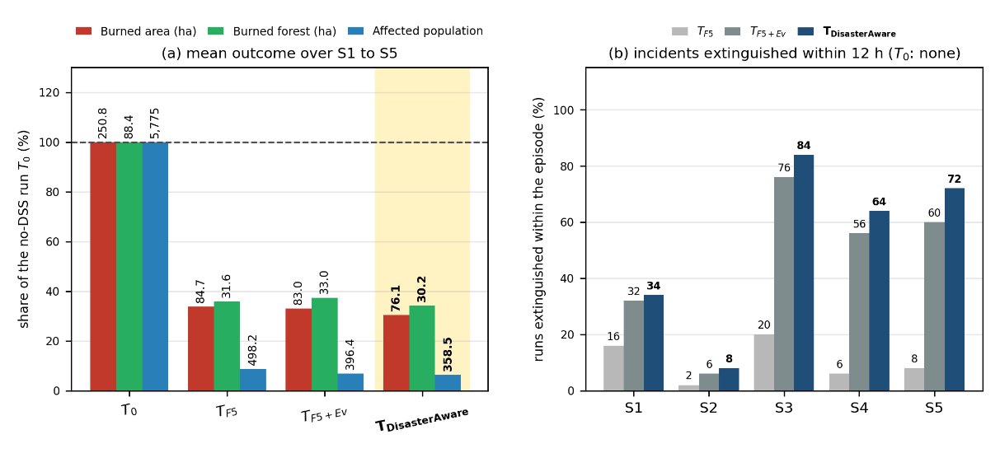 Burned area (ha) Burned forest (ha) Affected population
(a) mean outcome over S1 to S5
share of the no-DSS run T0 (%)
120
100
80
60
40
20
0
250.8 88.4 5,775
84.7 31.6 498.2
83.0 33.0 396.4
76.1 30.2 358.5
T0 TF5 TF5+Ev TDisasterAware
TF5 TF5+Ev TDisasterAware
(b) incidents extinguished within 12 h (T0: none)
runs extinguished within the episode (%)
100
80
60
40
20
0
16 32 34
2 6 8
20 76 84
6 56 64
8 60 72
S1 S2 S3 S4 S5